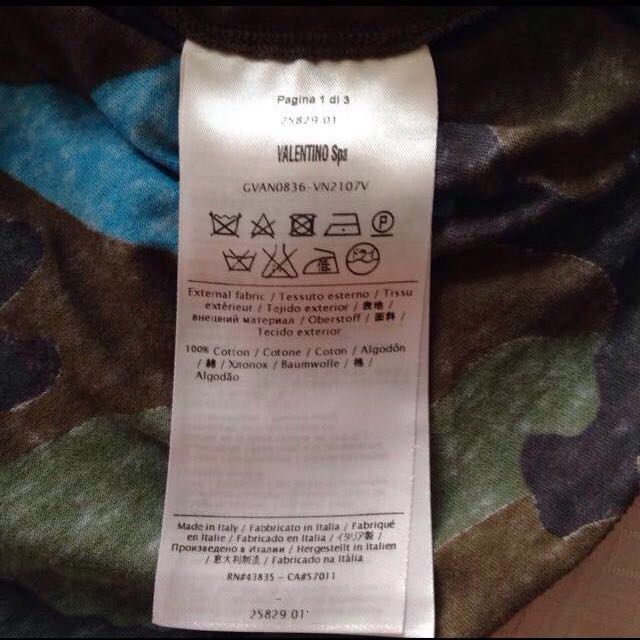 Pagina 1 di 3
25829 01
VALENTINO Spa
GVAN0836-VN2107V
P
低
External fabric / Tessuto esterno / Tissu
extérieur / Tejido exterior / 表地 /
внешний материал / Oberstoff / 面料 /
Tecido exterior
100% Cotton / Cotone / Coton / Algodón
/ 綿 / Хлопок / Baumwolle / 棉 /
Algodão
Made in Italy / Fabbricato in Italia / Fabriqué
en Italie / Fabricado en Italia / イタリア製 /
Произведено в Италии / Hergestellt in Italien
/ 意大利制造 / Fabricado na Itália
RN#43835 - CA#57011
25829 01